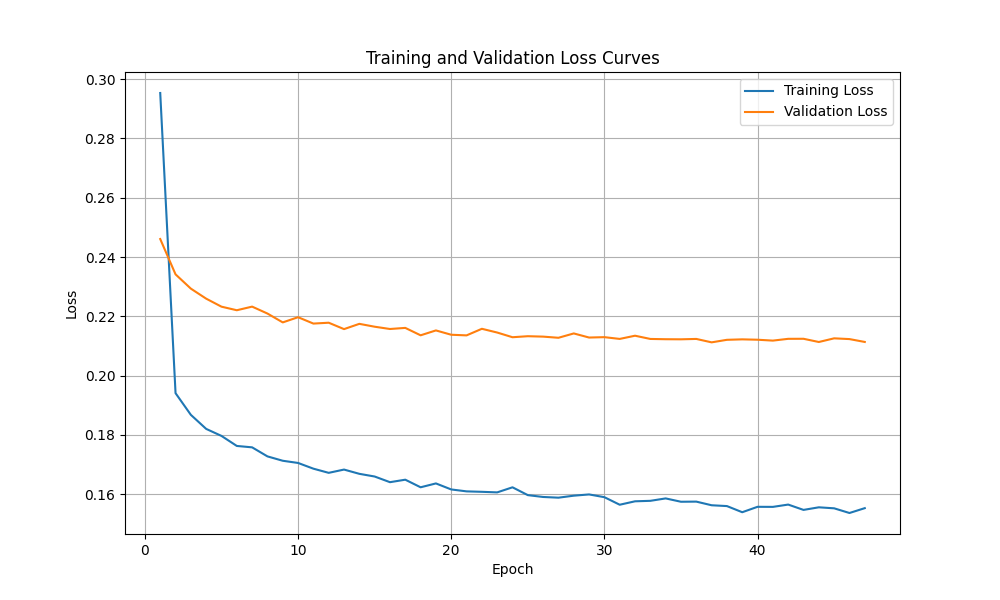 Training and Validation Loss Curves
Training Loss
Validation Loss
0.30
0.28
0.26
0.24
0.22
0.20
0.18
0.16
Loss
0 10 20 30 40
Epoch